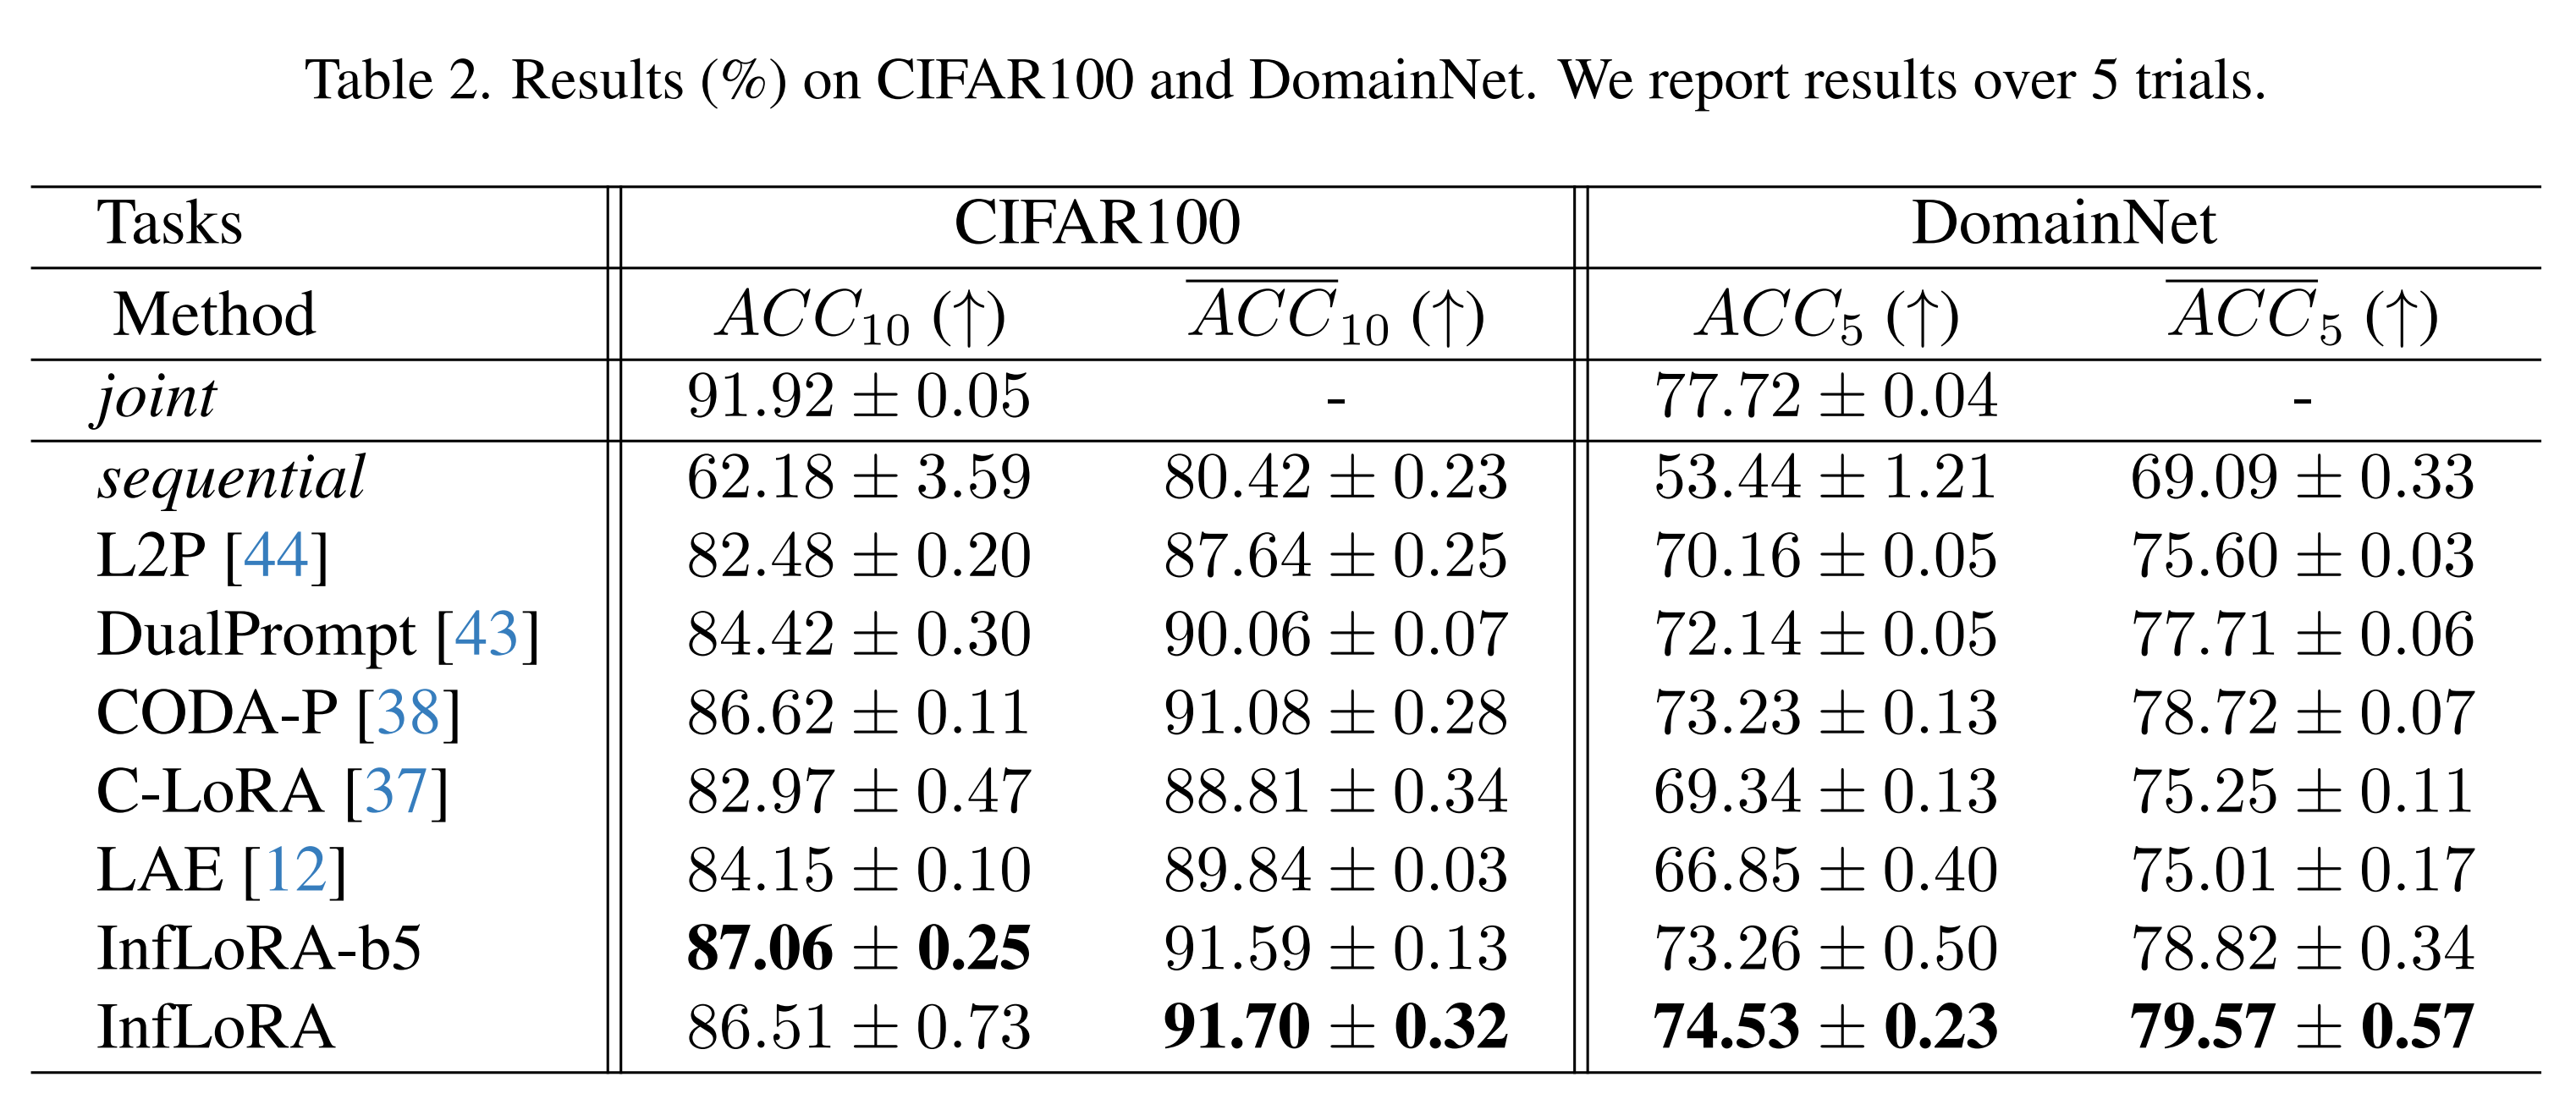 Table 2. Results (%) on CIFAR100 and DomainNet. We report results over 5 trials.
Tasks CIFAR100 DomainNet
Method ACC₁₀ (↑) A̅C̅C̅₁₀ (↑) ACC₅ (↑) A̅C̅C̅₅ (↑)
joint 91.92 ± 0.05 - 77.72 ± 0.04 -
sequential 62.18 ± 3.59 80.42 ± 0.23 53.44 ± 1.21 69.09 ± 0.33
L2P [44] 82.48 ± 0.20 87.64 ± 0.25 70.16 ± 0.05 75.60 ± 0.03
DualPrompt [43] 84.42 ± 0.30 90.06 ± 0.07 72.14 ± 0.05 77.71 ± 0.06
CODA-P [38] 86.62 ± 0.11 91.08 ± 0.28 73.23 ± 0.13 78.72 ± 0.07
C-LoRA [37] 82.97 ± 0.47 88.81 ± 0.34 69.34 ± 0.13 75.25 ± 0.11
LAE [12] 84.15 ± 0.10 89.84 ± 0.03 66.85 ± 0.40 75.01 ± 0.17
InfLoRA-b5 87.06 ± 0.25 91.59 ± 0.13 73.26 ± 0.50 78.82 ± 0.34
InfLoRA 86.51 ± 0.73 91.70 ± 0.32 74.53 ± 0.23 79.57 ± 0.57